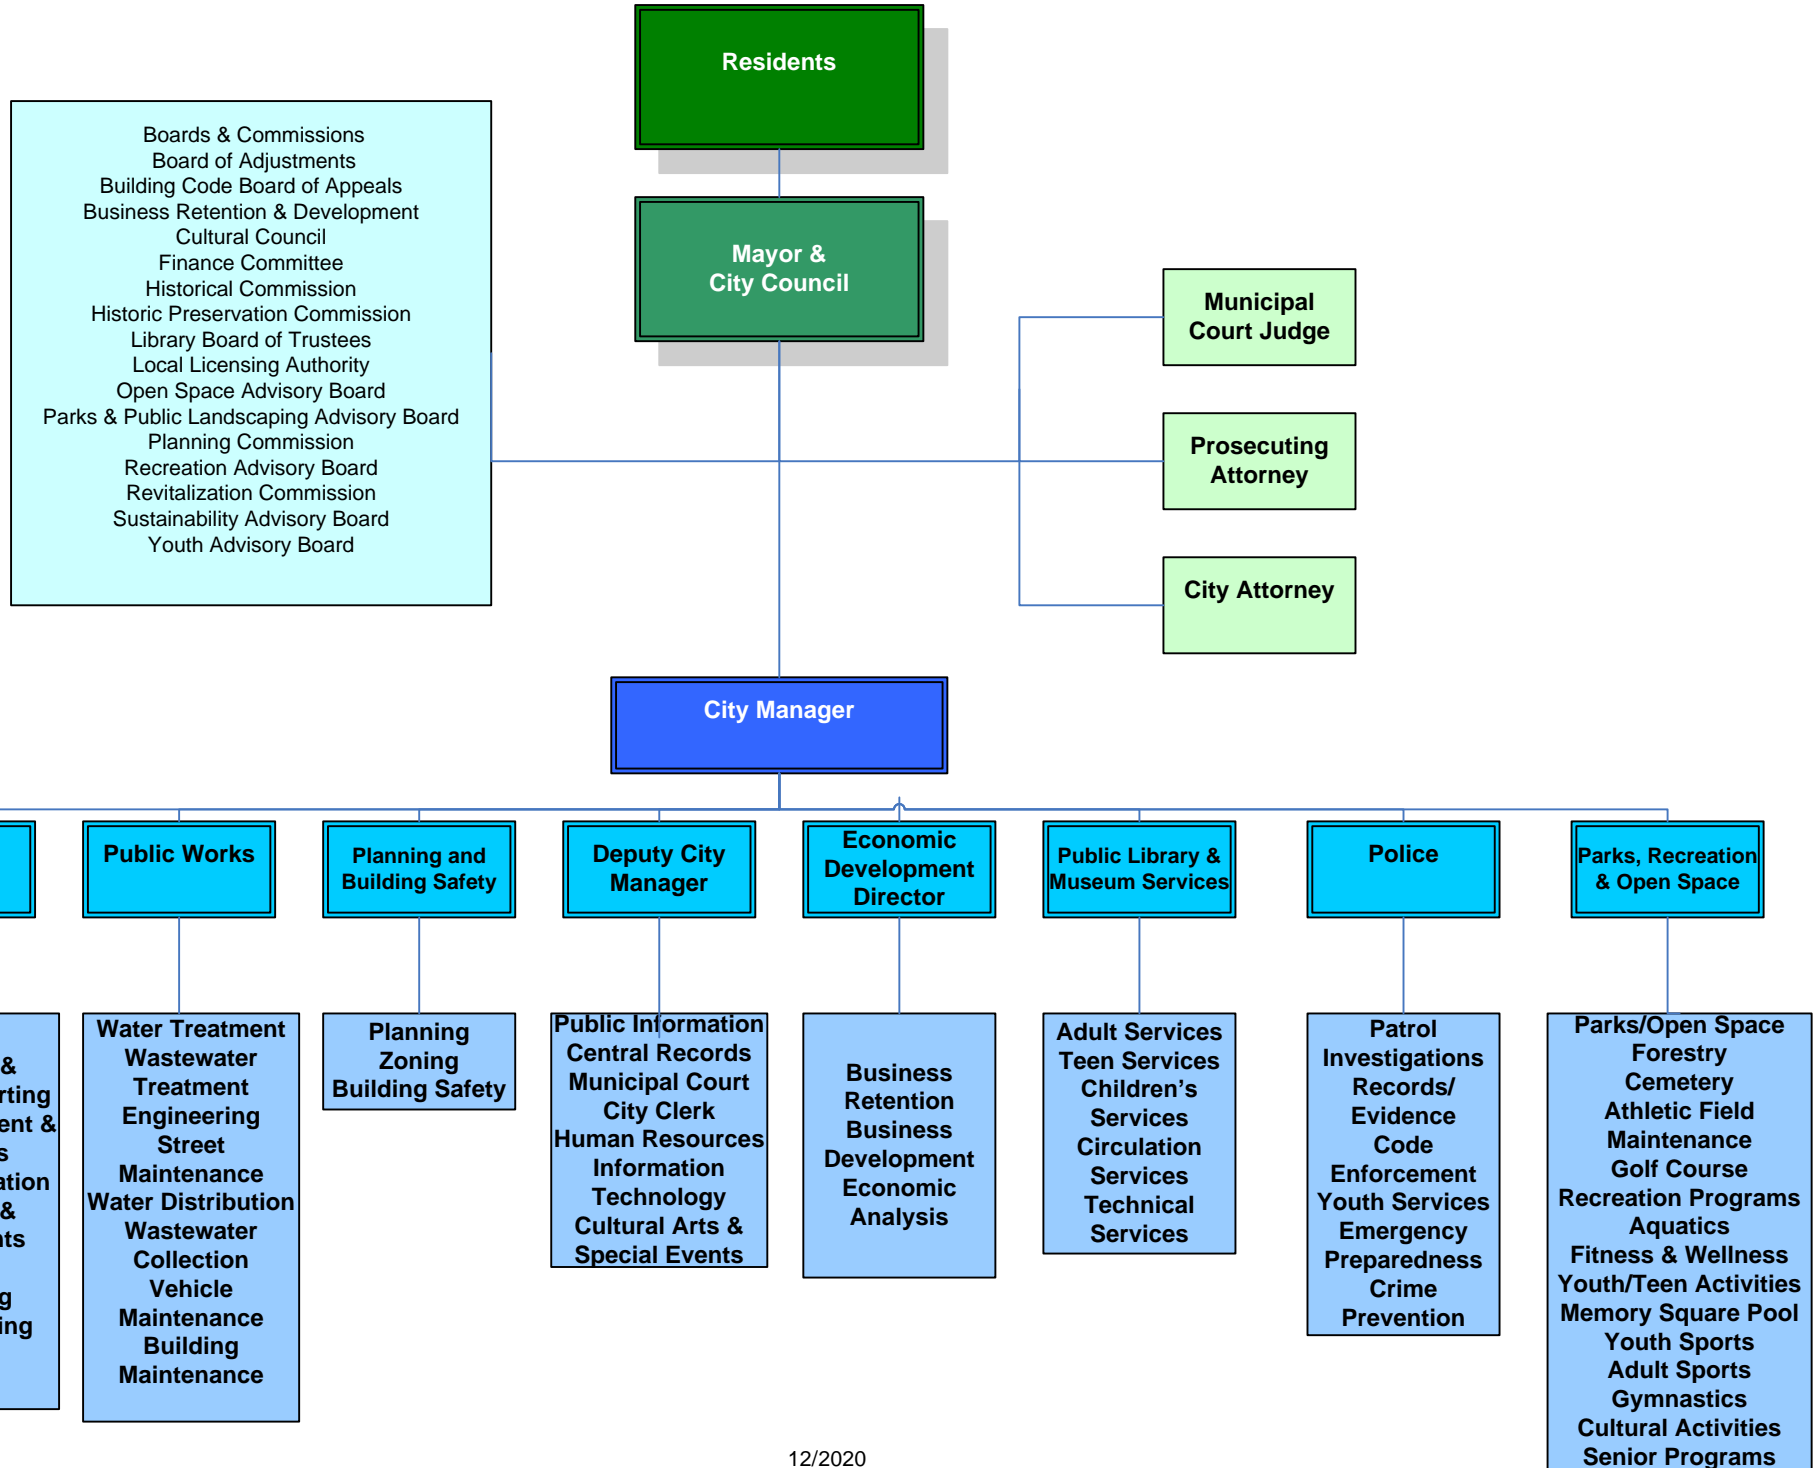 Residents
Boards & Commissions
Board of Adjustments
Building Code Board of Appeals
Business Retention & Development
Cultural Council
Finance Committee
Historical Commission
Historic Preservation Commission
Library Board of Trustees
Local Licensing Authority
Open Space Advisory Board
Parks & Public Landscaping Advisory Board
Planning Commission
Recreation Advisory Board
Revitalization Commission
Sustainability Advisory Board
Youth Advisory Board
Mayor &
City Council
Municipal
Court Judge
Prosecuting
Attorney
City Attorney
City Manager
Public Works
Planning and
Building Safety
Deputy City
Manager
Economic
Development
Director
Public Library &
Museum Services
Police
Parks, Recreation
& Open Space
&
&
&
Water Treatment
Wastewater
Treatment
Engineering
Street
Maintenance
Water Distribution
Wastewater
Collection
Vehicle
Maintenance
Building
Maintenance
Planning
Zoning
Building Safety
Public Information
Central Records
Municipal Court
City Clerk
Human Resources
Information
Technology
Cultural Arts &
Special Events
Business
Retention
Business
Development
Economic
Analysis
Adult Services
Teen Services
Children's
Services
Circulation
Services
Technical
Services
Patrol
Investigations
Records/
Evidence
Code
Enforcement
Youth Services
Emergency
Preparedness
Crime
Prevention
Parks/Open Space
Forestry
Cemetery
Athletic Field
Maintenance
Golf Course
Recreation Programs
Aquatics
Fitness & Wellness
Youth/Teen Activities
Memory Square Pool
Youth Sports
Adult Sports
Gymnastics
Cultural Activities
Senior Programs
12/2020